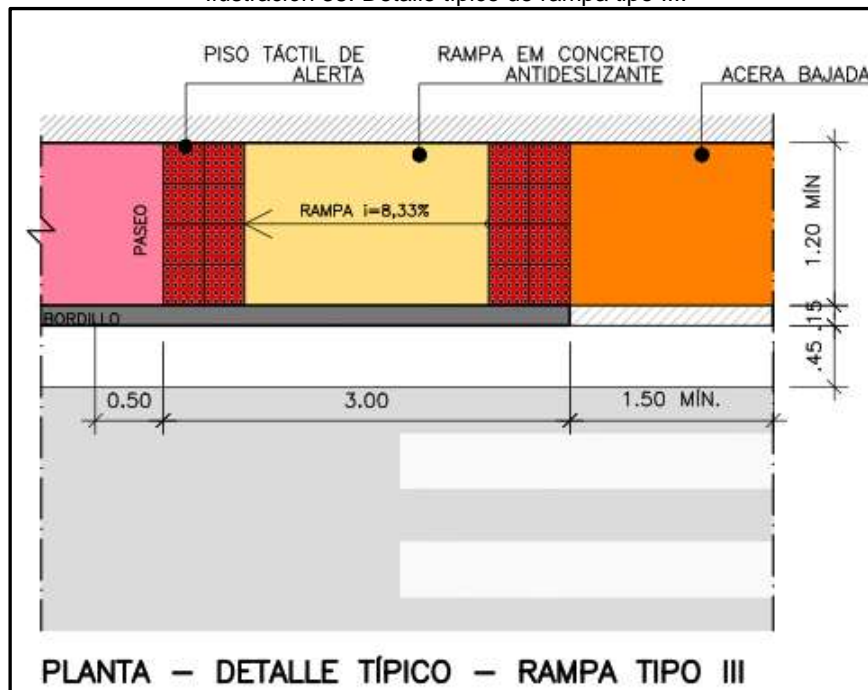 PISO TÁCTIL DE
ALERTA
RAMPA EM CONCRETO
ANTIDESLIZANTE
ACERA BAJADA
PASEO
RAMPA i=8,33%
1.20 MÍN
.15
.45
BORDILLO
0.50
3.00
1.50 MÍN.
PLANTA – DETALLE TÍPICO – RAMPA TIPO III